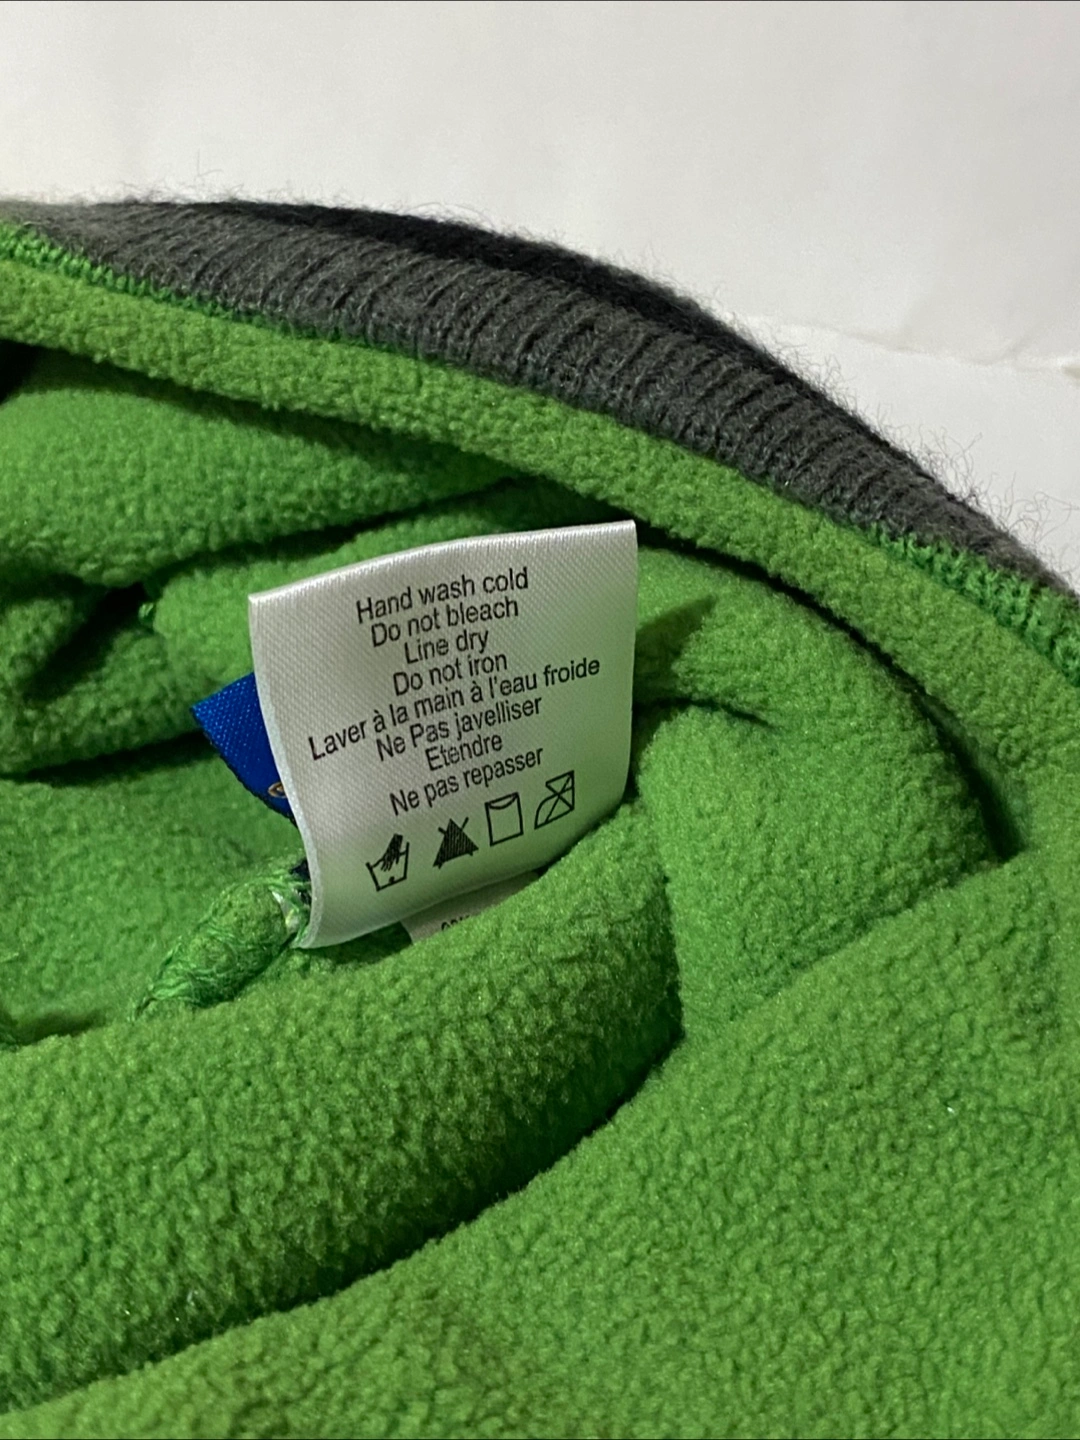 Hand wash cold
Do not bleach
Line dry
Do not iron
Laver à la main à l'eau froide
Ne Pas javelliser
Etendre
Ne pas repasser